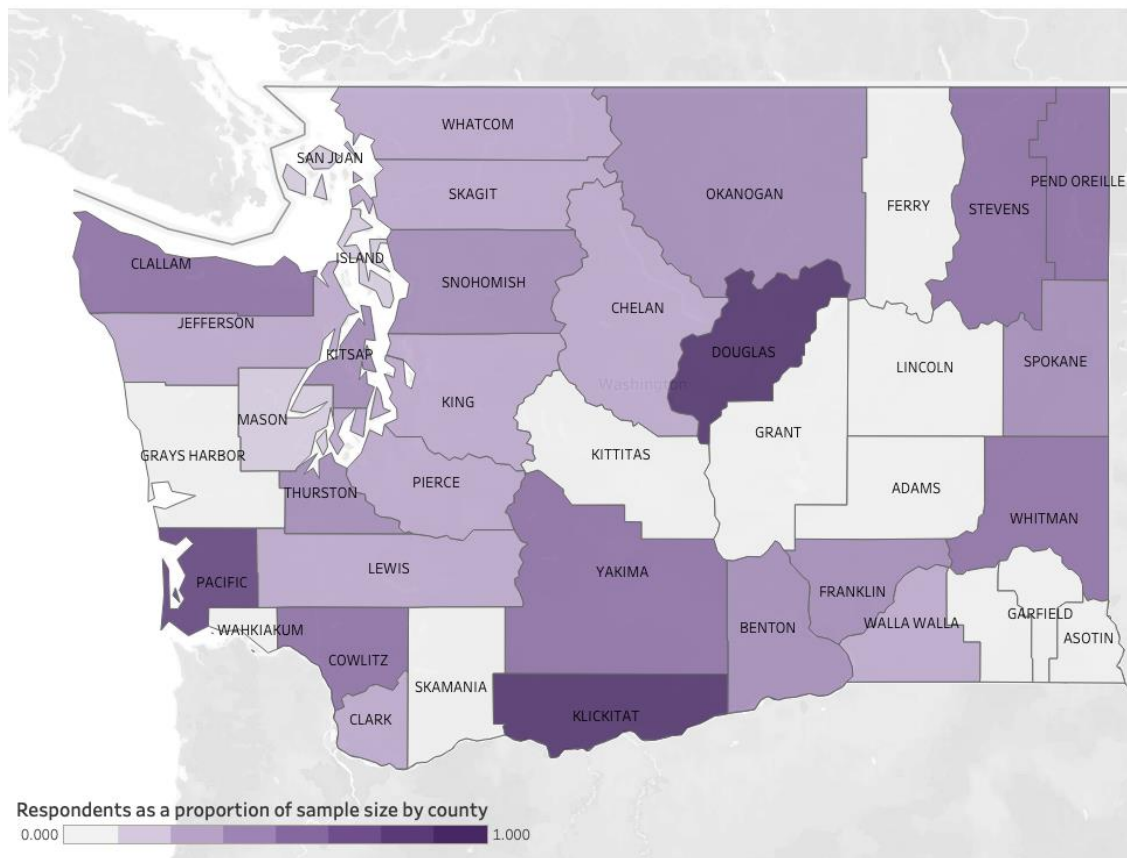 WHATCOM
SAN JUAN
SKAGIT
OKANOGAN
FERRY
STEVENS
PEND OREILLE
ISLAND
CLALLAM
SNOHOMISH
JEFFERSON
CHELAN
KITSAP
DOUGLAS
LINCOLN
SPOKANE
Washington
KING
MASON
GRANT
GRAYS HARBOR
KITTITAS
PIERCE
THURSTON
ADAMS
WHITMAN
PACIFIC
LEWIS
YAKIMA
FRANKLIN
WALLA WALLA
GARFIELD
WAHKIAKUM
BENTON
ASOTIN
COWLITZ
SKAMANIA
CLARK
KLICKITAT
Respondents as a proportion of sample size by county
0.000 1.000